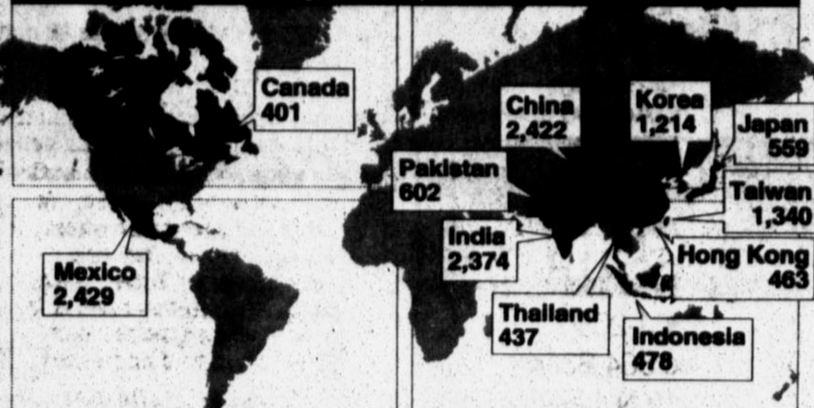 Canada
401
China
2,422
Korea
1,214
Japan
559
Pakistan
602
Taiwan
1,340
India
2,374
Hong Kong
463
Mexico
2,429
Thailand
437
Indonesia
478